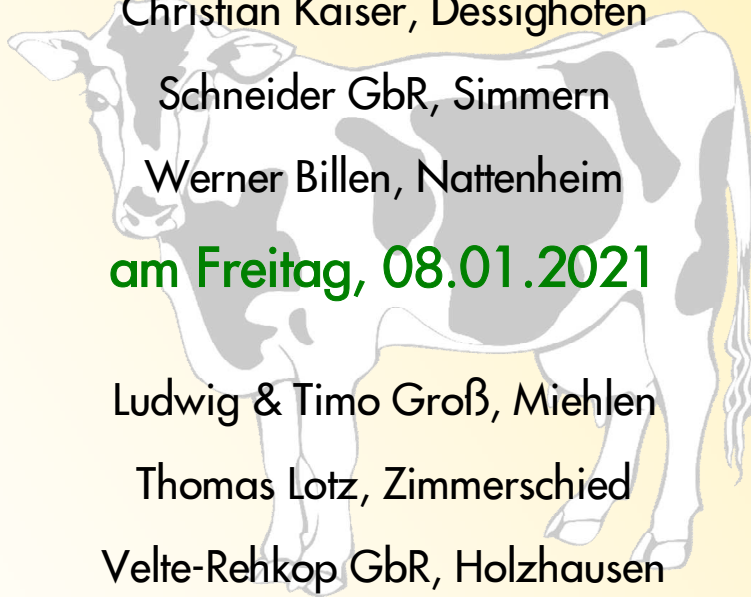 Christian Kaiser, Dessighofen
Schneider GbR, Simmern
Werner Billen, Nattenheim
am Freitag, 08.01.2021
Ludwig & Timo Groß, Miehlen
Thomas Lotz, Zimmerschied
Velte-Rehkop GbR, Holzhausen